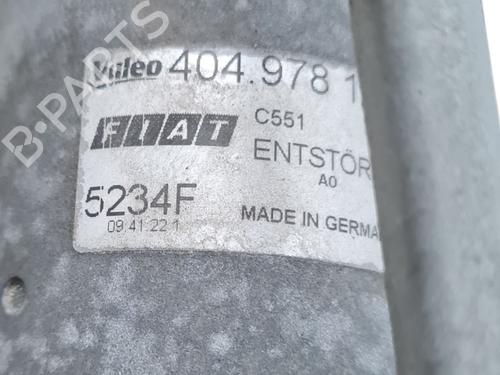 Valeo 404.978 1
FIAT C551
ENTSTÖR
A0
5234F
09 41 22 1
MADE IN GERMA
B-PARTS